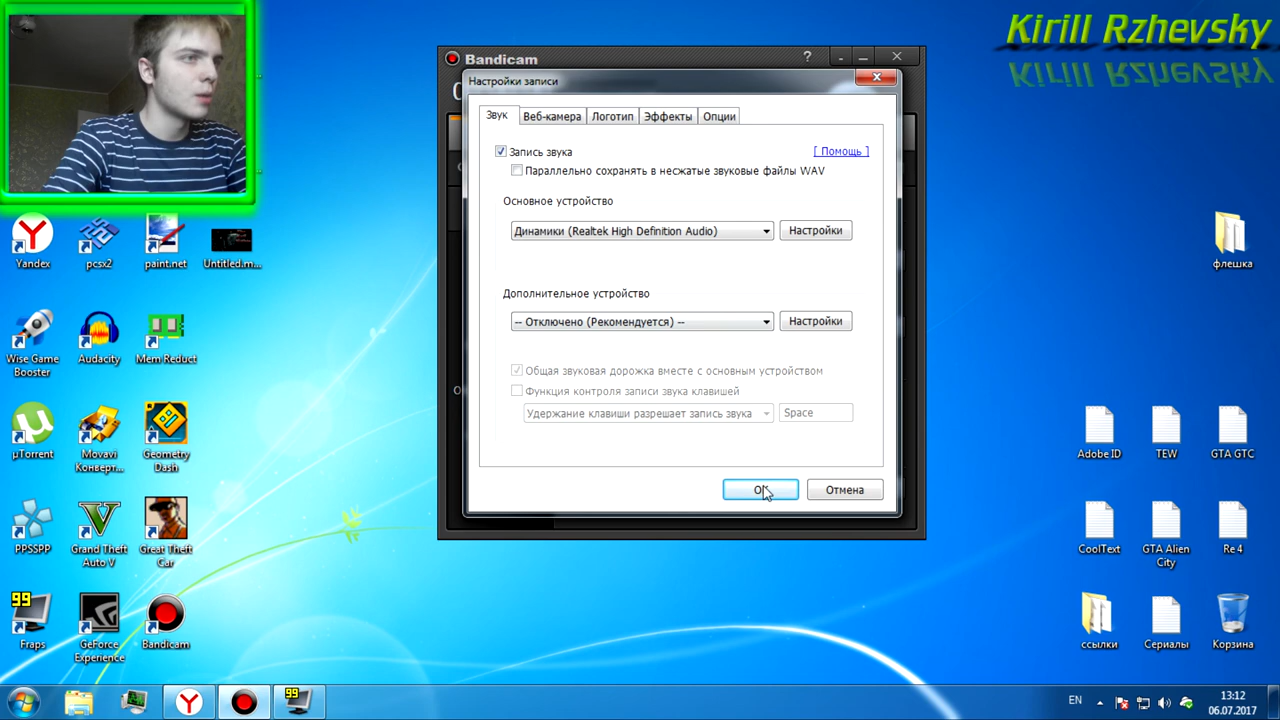 Kirill Rzhevsky
Bandicam
Настройки записи
Звук
Веб-камера
Логотип
Эффекты
Опции
Запись звука
[ Помощь ]
Параллельно сохранять в несжатые звуковые файлы WAV
Основное устройство
Динамики (Realtek High Definition Audio)
Настройки
Дополнительное устройство
-- Отключено (Рекомендуется) --
Настройки
Общая звуковая дорожка вместе с основным устройством
Функция контроля записи звука клавишей
Удержание клавиши разрешает запись звука
Space
Отмена
Yandex
pcsx2
paint.net
Untitled.m...
Wise Game
Booster
Audacity
Mem Reduct
µTorrent
Movavi
Конверт...
Geometry
Dash
PPSSPP
Grand Theft
Auto V
Great Theft
Car
99
Fraps
GeForce
Experience
Bandicam
флешка
Adobe ID
TEW
GTA GTC
CoolText
GTA Alien
City
Re 4
ссылки
Сериалы
Корзина
99
EN
13:12
06.07.2017